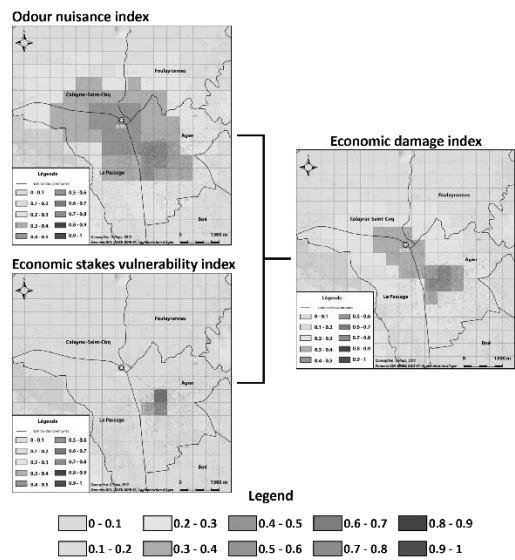 Odour nuisance index
Foulayronnes
Colayrac-Saint-Cirq
SITE
Agen
La Passage
Boé
Légende
0 - 0.1 0.5 - 0.6
0.1 - 0.2 0.6 - 0.7
0.2 - 0.3 0.7 - 0.8
0.3 - 0.4 0.8 - 0.9
0.4 - 0.5 0.9 - 1
0 1500 m
Economic damage index
Foulayronnes
Colayrac Saint Cirq
Agen
La Passage
Boé
Légende
0 - 0.1 0.5 - 0.6
0.1 - 0.2 0.6 - 0.7
0.2 - 0.3 0.7 - 0.8
0.3 - 0.4 0.8 - 0.9
0.4 - 0.5 0.9 - 1
0
Economic stakes vulnerability index
Foulayronnes
Colayrac-Saint-Cirq
Agen
La Passage
Boé
Légende
0 - 0.1 0.5 - 0.6
0.1 - 0.2 0.6 - 0.7
0.2 - 0.3 0.7 - 0.8
0.3 - 0.4 0.8 - 0.9
0.4 - 0.5 0.9 - 1
0 1500 m
Legend
0 - 0.1 0.2 - 0.3 0.4 - 0.5 0.6 - 0.7 0.8 - 0.9
0.1 - 0.2 0.3 - 0.4 0.5 - 0.6 0.7 - 0.8 0.9 - 1